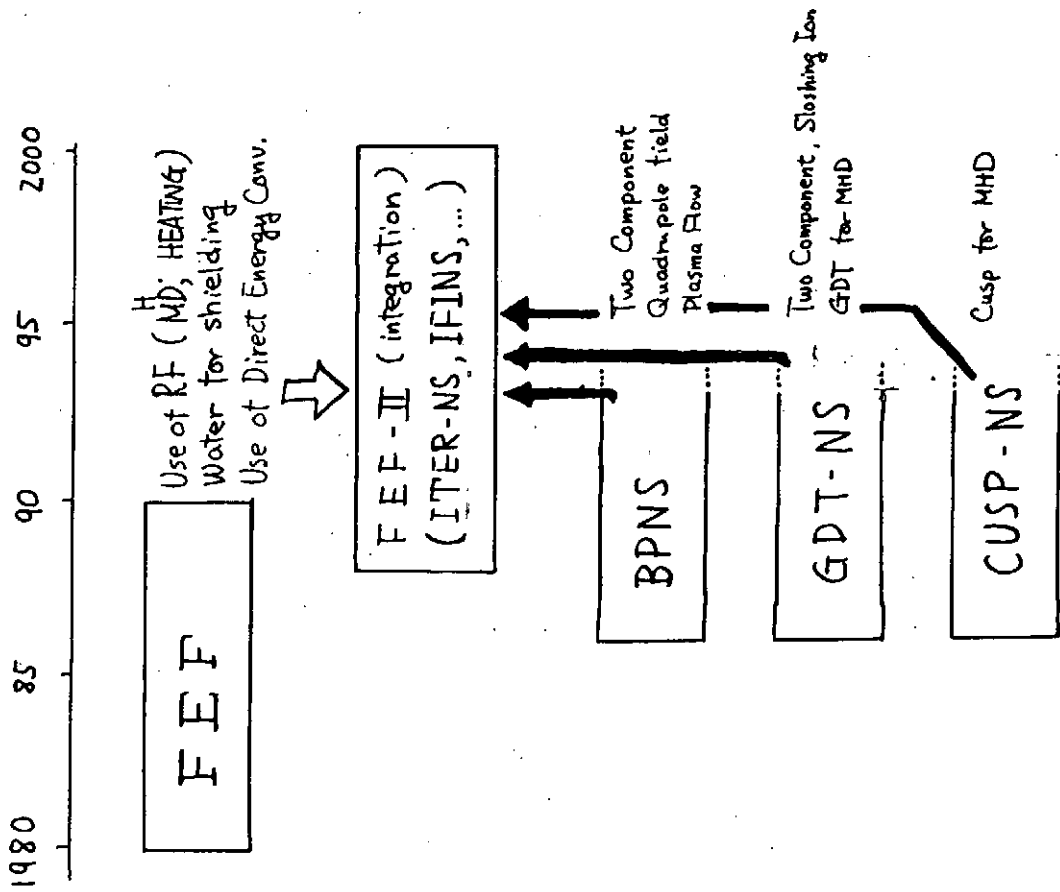 1980 85 90 95 2000
FEF
Use of RF (MHD; HEATING)
Water for shielding
Use of Direct Energy Conv.
FEF-II (integration)
(ITER-NS, IFINS, ...)
BPNS
Two Component
Quadrupole field
Plasma Flow
GDT-NS
Two Component, Sloshing Ion
GDT for MHD
CUSP-NS
Cusp for MHD